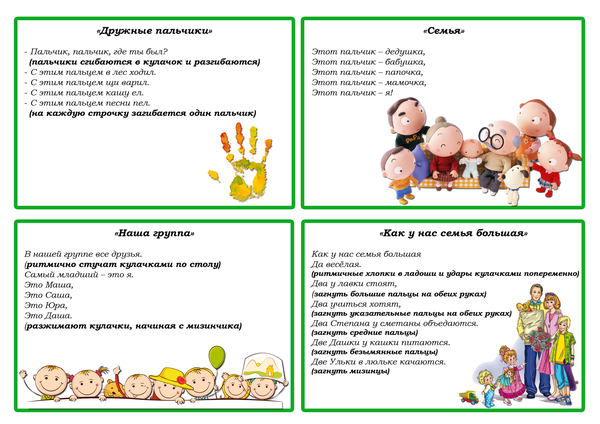 «Дружные пальчики»
- Пальчик, пальчик, где ты был?
(пальчики сгибаются в кулачок и разгибаются)
- С этим пальцем в лес ходил.
- С этим пальцем щи варил.
- С этим пальцем кашу ел.
- С этим пальцем песни пел.
(на каждую строчку загибается один пальчик)
«Семья»
Этот пальчик – дедушка,
Этот пальчик – бабушка,
Этот пальчик – папочка,
Этот пальчик – мамочка,
Этот пальчик – я!
«Наша группа»
В нашей группе все друзья.
(ритмично стучат кулачками по столу)
Самый младший – это я.
Это Маша,
Это Саша,
Это Юра,
Это Даша.
(разжимают кулачки, начиная с мизинчика)
«Как у нас семья большая»
Как у нас семья большая
Да весёлая.
(ритмичные хлопки в ладоши и удары кулачками попеременно)
Два у лавки стоят,
(загнуть большие пальцы на обеих руках)
Два учиться хотят,
(загнуть указательные пальцы на обеих руках)
Два Степана у сметаны объедаются.
(загнуть средние пальцы)
Две Дашки у кашки питаются.
(загнуть безымянные пальцы)
Две Ульки в люльке качаются.
(загнуть мизинцы)